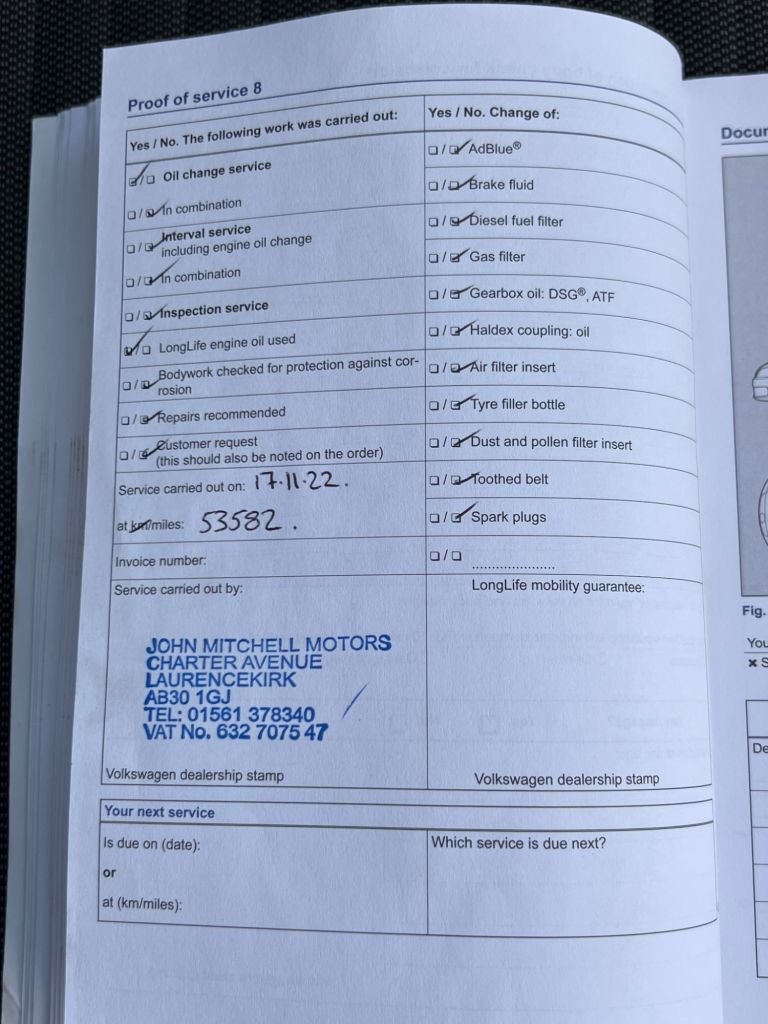 Proof of service 8
Yes / No. The following work was carried out:
Oil change service
In combination
Interval service
including engine oil change
In combination
Inspection service
LongLife engine oil used
Bodywork checked for protection against cor-
rosion
Repairs recommended
Customer request
(this should also be noted on the order)
Service carried out on: 17.11.22.
at km/miles: 53582.
Invoice number:
Service carried out by:
JOHN MITCHELL MOTORS
CHARTER AVENUE
LAURENCEKIRK
AB30 1GJ
TEL: 01561 378340
VAT No. 632 7075 47
Volkswagen dealership stamp
Yes / No. Change of:
AdBlue®
Brake fluid
Diesel fuel filter
Gas filter
Gearbox oil: DSG®, ATF
Haldex coupling: oil
Air filter insert
Tyre filler bottle
Dust and pollen filter insert
Toothed belt
Spark plugs
LongLife mobility guarantee:
Volkswagen dealership stamp
Your next service
Is due on (date):
or
at (km/miles):
Which service is due next?
Docur
Fig.
You
× S
De